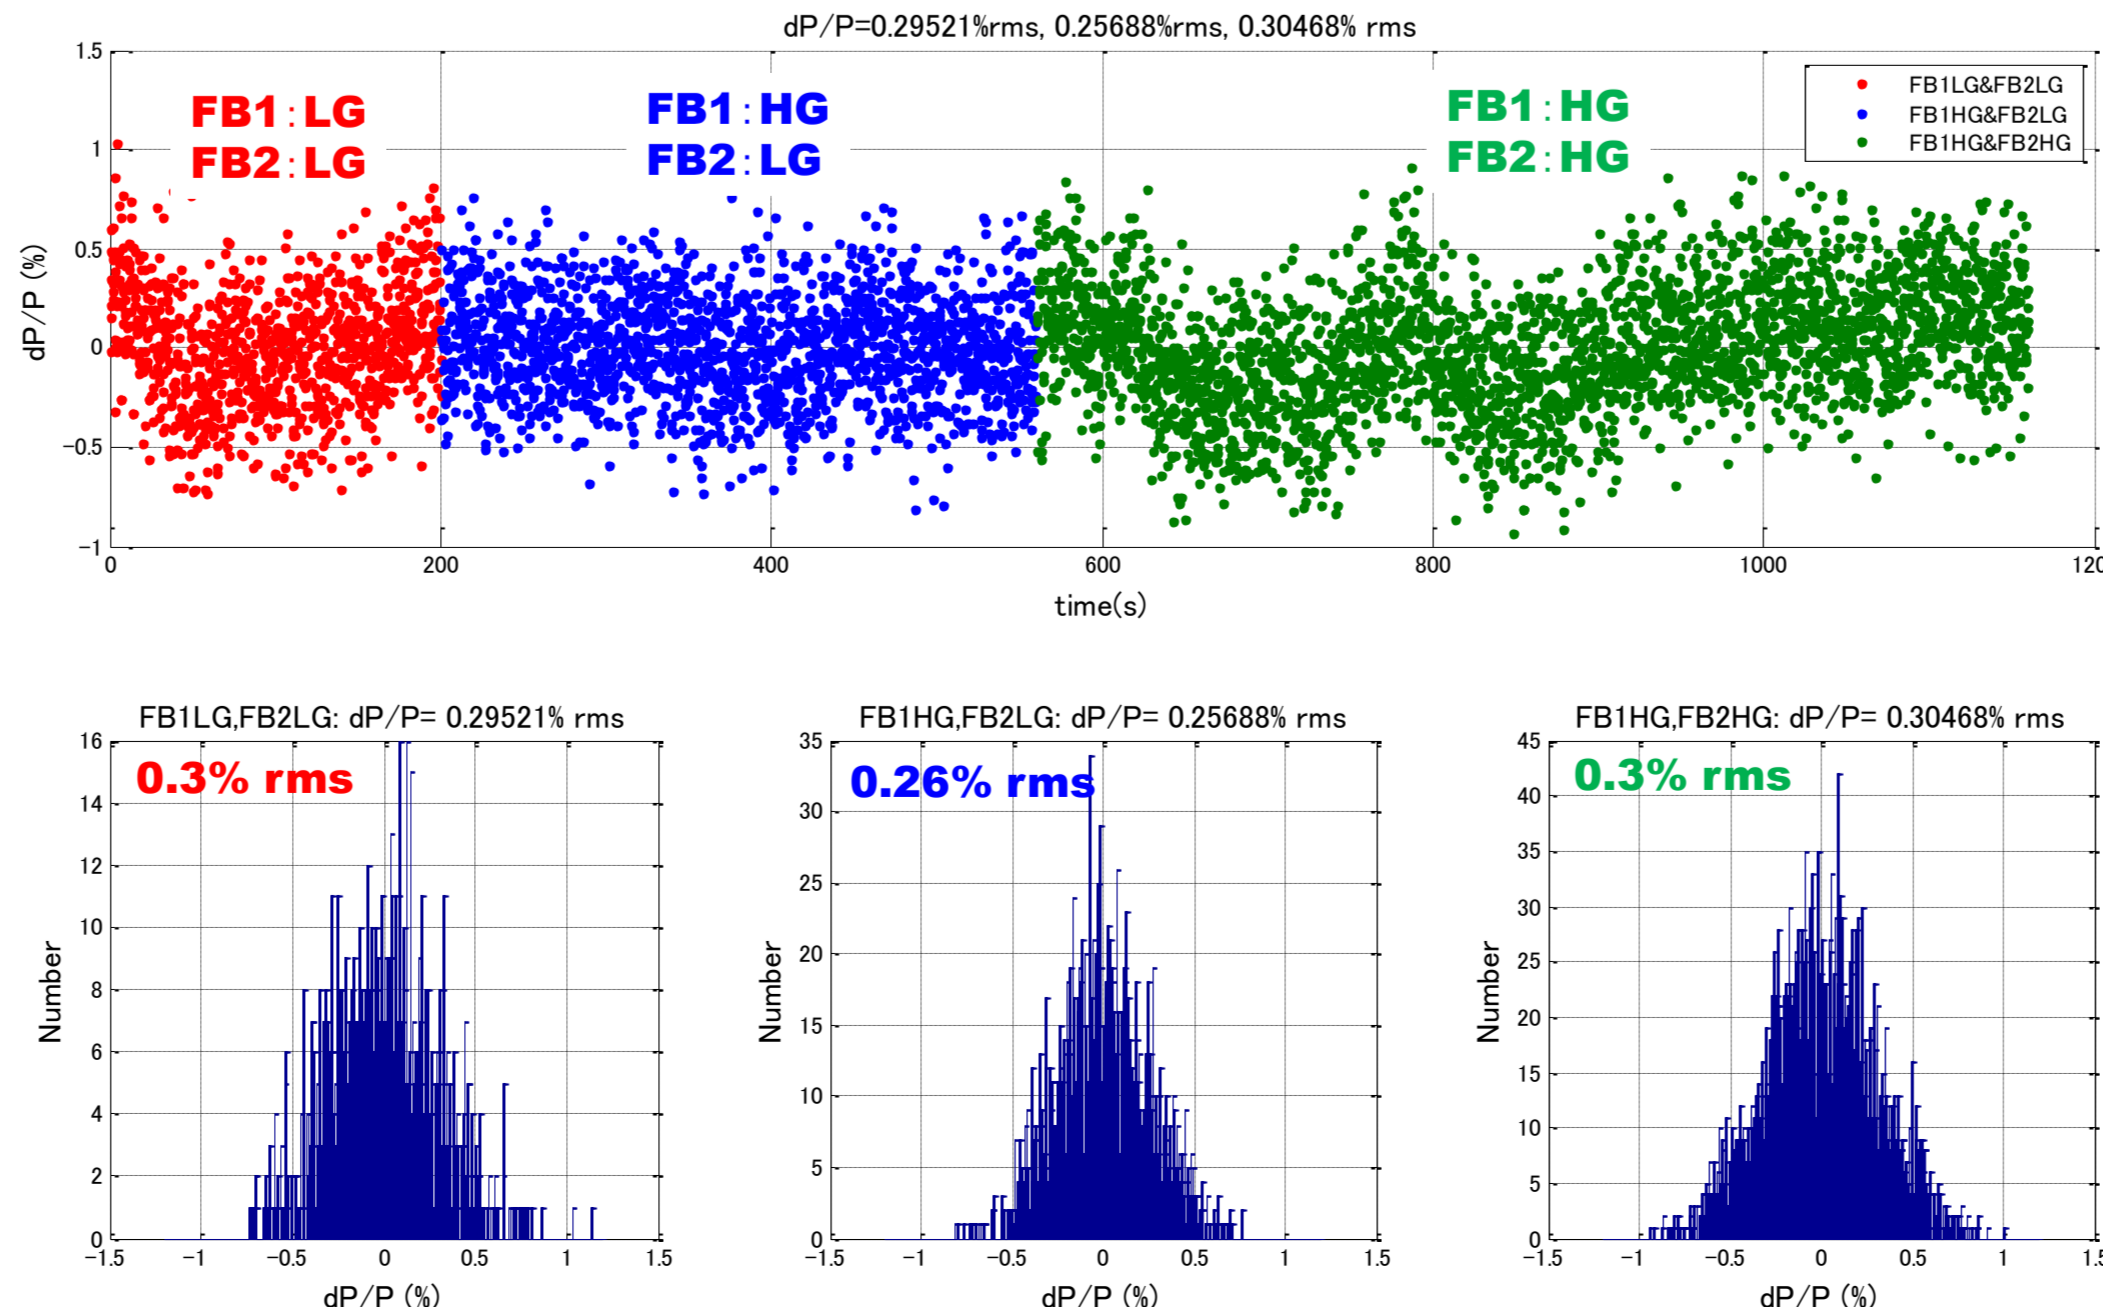 dP/P=0.29521%rms, 0.25688%rms, 0.30468% rms
1.5
1
0.5
0
-0.5
-1
dP/P (%)
FB1:LG
FB2:LG
FB1:HG
FB2:LG
FB1:HG
FB2:HG
FB1LG&FB2LG
FB1HG&FB2LG
FB1HG&FB2HG
0 200 400 600 800 1000 120
time(s)
FB1LG,FB2LG: dP/P= 0.29521% rms
0.3% rms
16
14
12
10
8
6
4
2
0
Number
-1.5 -1 -0.5 0 0.5 1 1.5
dP/P (%)
FB1HG,FB2LG: dP/P= 0.25688% rms
0.26% rms
35
30
25
20
15
10
5
0
Number
-1.5 -1 -0.5 0 0.5 1 1.5
dP/P (%)
FB1HG,FB2HG: dP/P= 0.30468% rms
0.3% rms
45
40
35
30
25
20
15
10
5
0
Number
-1.5 -1 -0.5 0 0.5 1 1.5
dP/P (%)